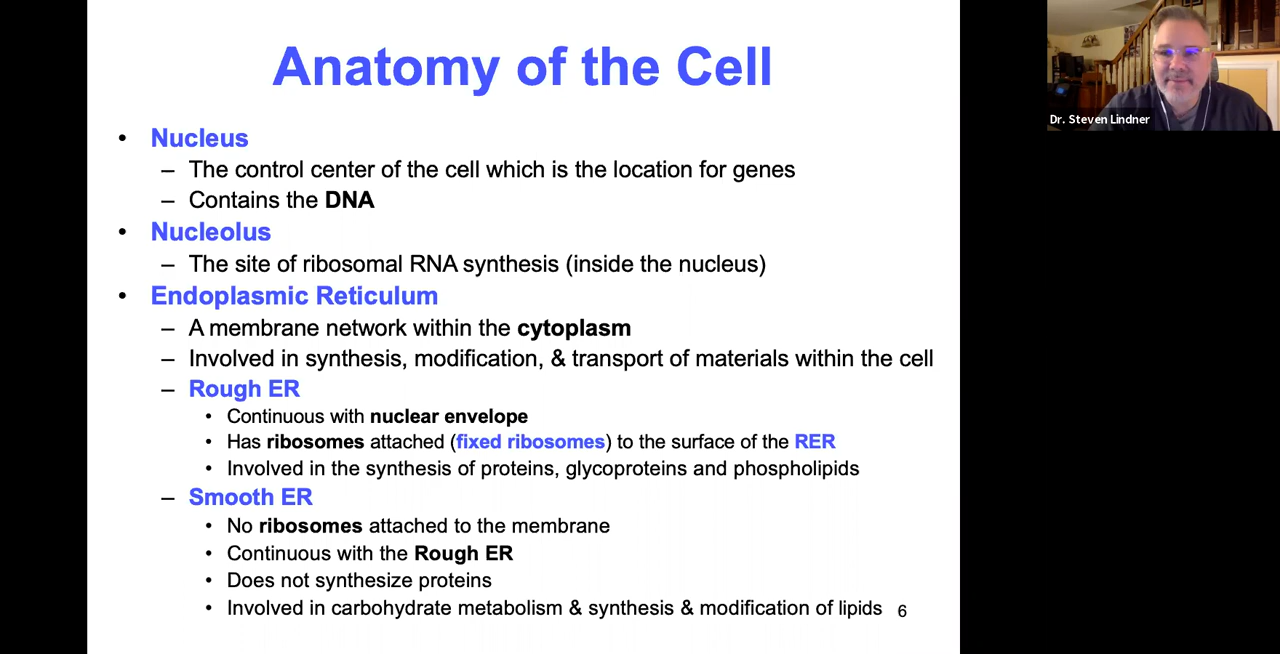 Anatomy of the Cell
• Nucleus
– The control center of the cell which is the location for genes
– Contains the DNA
• Nucleolus
– The site of ribosomal RNA synthesis (inside the nucleus)
• Endoplasmic Reticulum
– A membrane network within the cytoplasm
– Involved in synthesis, modification, & transport of materials within the cell
– Rough ER
• Continuous with nuclear envelope
• Has ribosomes attached (fixed ribosomes) to the surface of the RER
• Involved in the synthesis of proteins, glycoproteins and phospholipids
– Smooth ER
• No ribosomes attached to the membrane
• Continuous with the Rough ER
• Does not synthesize proteins
• Involved in carbohydrate metabolism & synthesis & modification of lipids
6
Dr. Steven Lindner